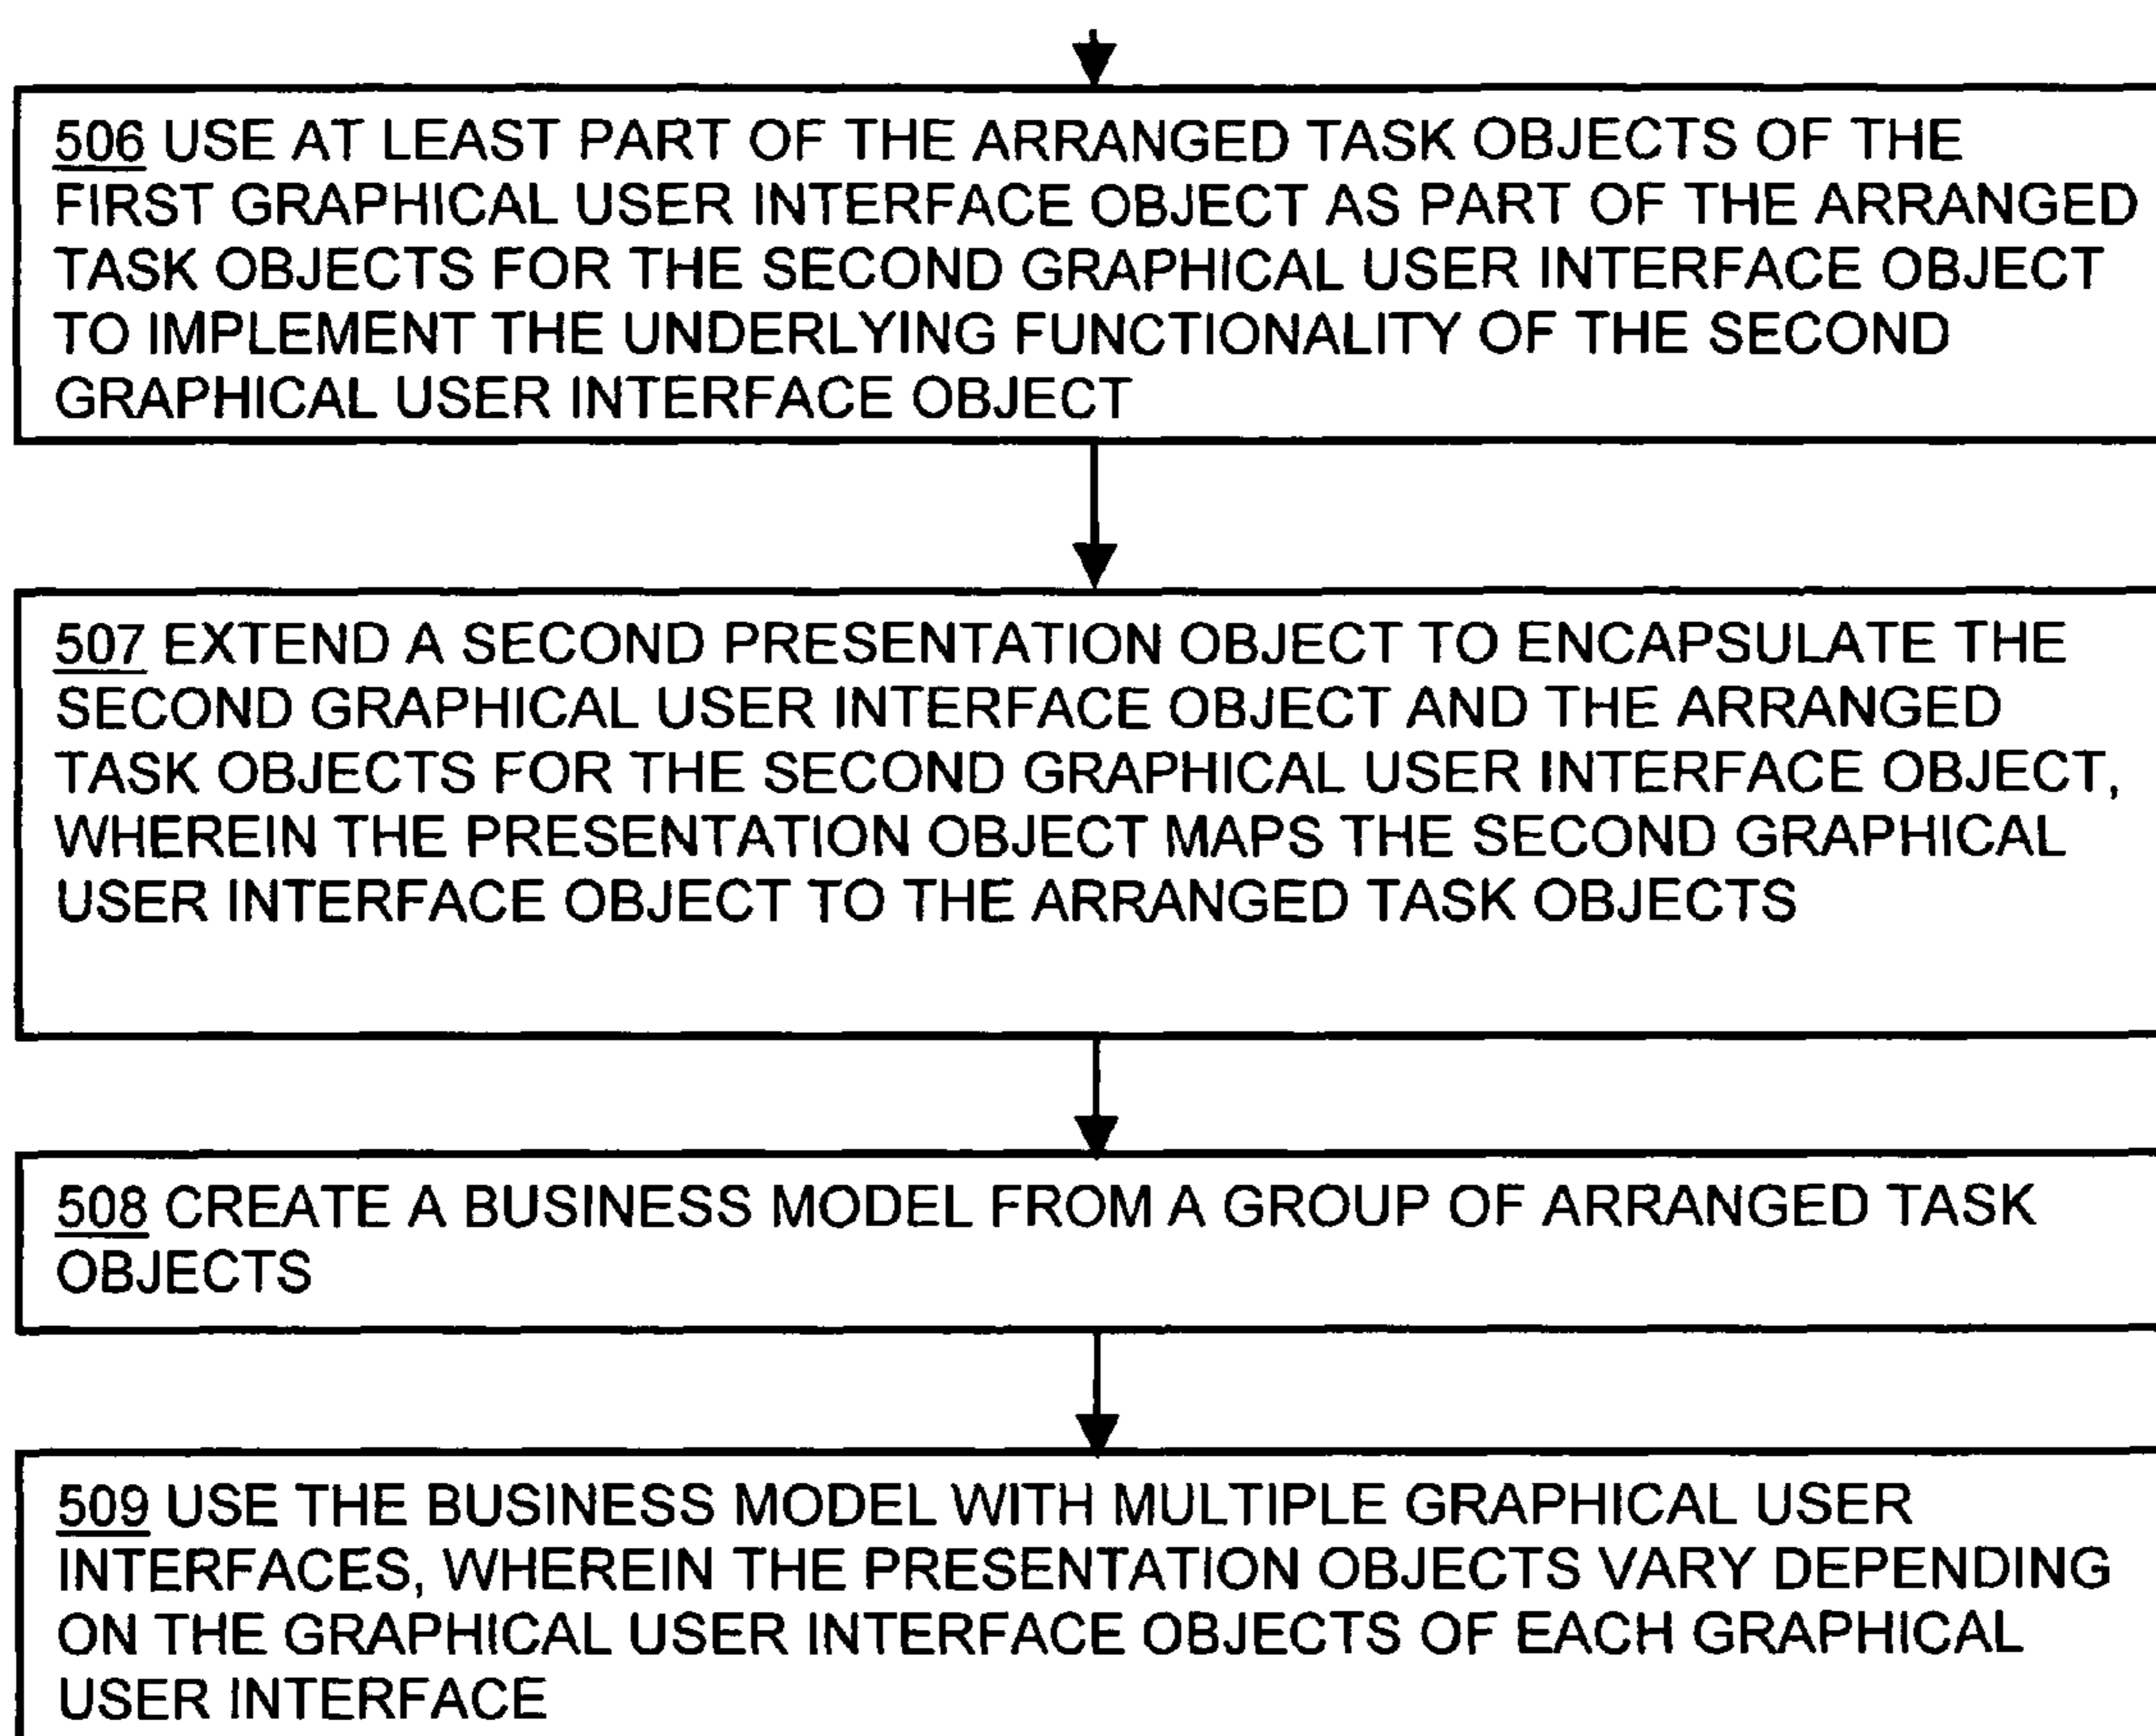 506 USE AT LEAST PART OF THE ARRANGED TASK OBJECTS OF THE
FIRST GRAPHICAL USER INTERFACE OBJECT AS PART OF THE ARRANGED
TASK OBJECTS FOR THE SECOND GRAPHICAL USER INTERFACE OBJECT
TO IMPLEMENT THE UNDERLYING FUNCTIONALITY OF THE SECOND
GRAPHICAL USER INTERFACE OBJECT
507 EXTEND A SECOND PRESENTATION OBJECT TO ENCAPSULATE THE
SECOND GRAPHICAL USER INTERFACE OBJECT AND THE ARRANGED
TASK OBJECTS FOR THE SECOND GRAPHICAL USER INTERFACE OBJECT,
WHEREIN THE PRESENTATION OBJECT MAPS THE SECOND GRAPHICAL
USER INTERFACE OBJECT TO THE ARRANGED TASK OBJECTS
508 CREATE A BUSINESS MODEL FROM A GROUP OF ARRANGED TASK
OBJECTS
509 USE THE BUSINESS MODEL WITH MULTIPLE GRAPHICAL USER
INTERFACES, WHEREIN THE PRESENTATION OBJECTS VARY DEPENDING
ON THE GRAPHICAL USER INTERFACE OBJECTS OF EACH GRAPHICAL
USER INTERFACE